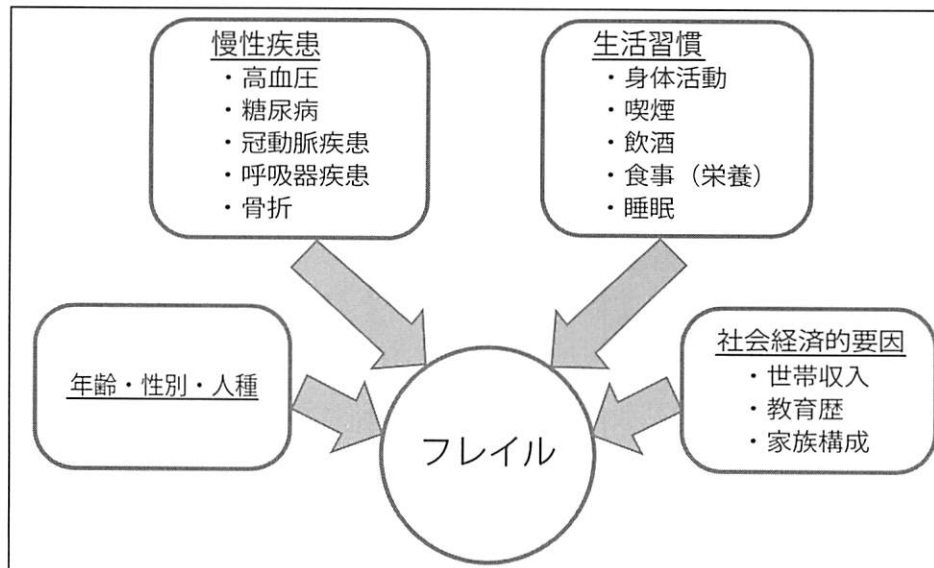 慢性疾患
・高血圧
・糖尿病
・冠動脈疾患
・呼吸器疾患
・骨折
生活習慣
・身体活動
・喫煙
・飲酒
・食事（栄養）
・睡眠
年齢・性別・人種
社会経済的要因
・世帯収入
・教育歴
・家族構成
フレイル